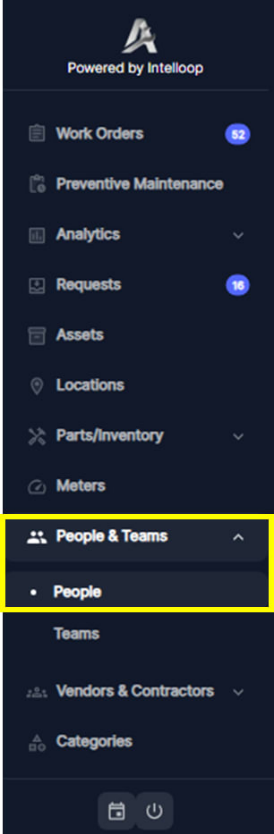 Powered by Intelloop
Work Orders 52
Preventive Maintenance
Analytics
Requests 16
Assets
Locations
Parts/Inventory
Meters
People & Teams
• People
Teams
Vendors & Contractors
Categories